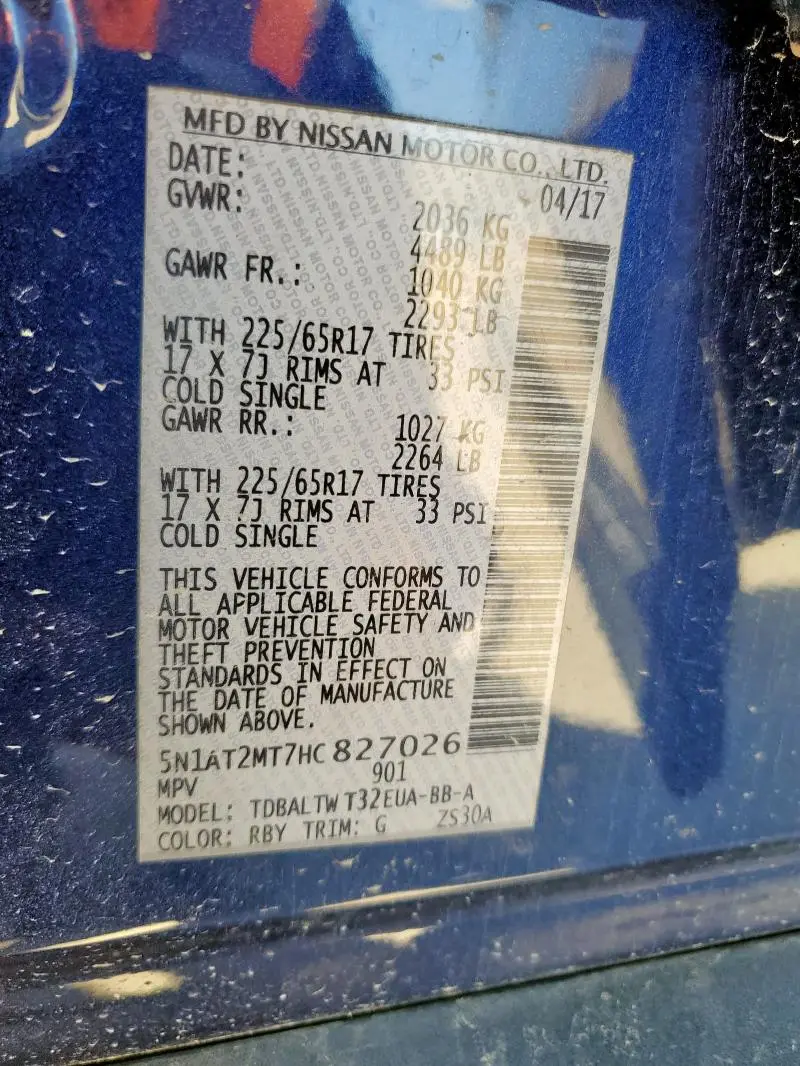 MFD BY NISSAN MOTOR CO., LTD.
DATE: 04/17
GVWR: 2036 KG
4489 LB
GAWR FR.: 1040 KG
2293 LB
WITH 225/65R17 TIRES
17 X 7J RIMS AT 33 PSI
COLD SINGLE
GAWR RR.: 1027 KG
2264 LB
WITH 225/65R17 TIRES
17 X 7J RIMS AT 33 PSI
COLD SINGLE
THIS VEHICLE CONFORMS TO
ALL APPLICABLE FEDERAL
MOTOR VEHICLE SAFETY AND
THEFT PREVENTION
STANDARDS IN EFFECT ON
THE DATE OF MANUFACTURE
SHOWN ABOVE.
5N1AT2MT7HC 827026
MPV 901
MODEL: TDBALTW T32EUA-BB-A
COLOR: RBY TRIM: G ZS30A